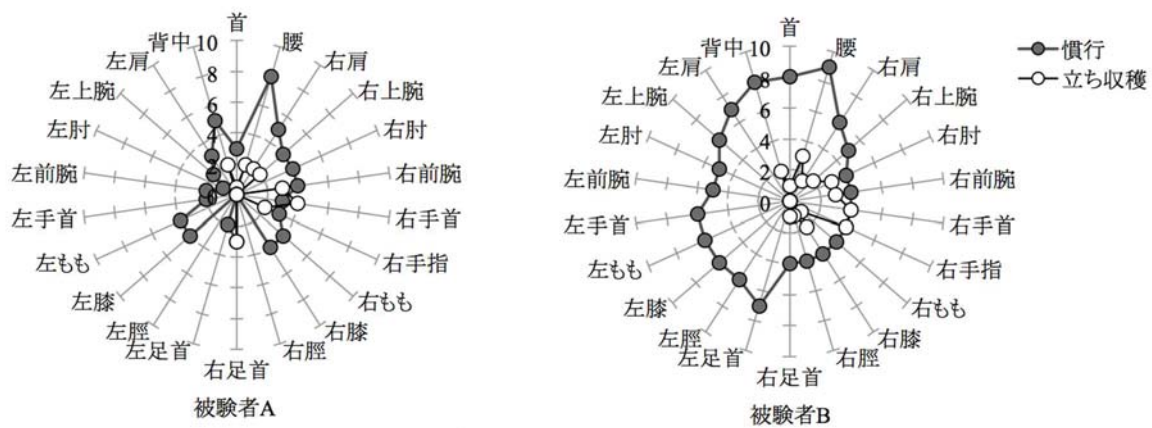 首
腰
右肩
右上腕
右肘
右前腕
右手首
右手指
右もも
右膝
右脛
右足首
左足首
左脛
左膝
左もも
左手首
左前腕
左肘
左上腕
左肩
背中
10
8
6
4
2
0
被験者A
首
腰
右肩
右上腕
右肘
右前腕
右手首
右手指
右もも
右膝
右脛
右足首
左足首
左脛
左膝
左もも
左手首
左前腕
左肘
左上腕
左肩
背中
10
8
6
4
2
0
被験者B
慣行
立ち収穫